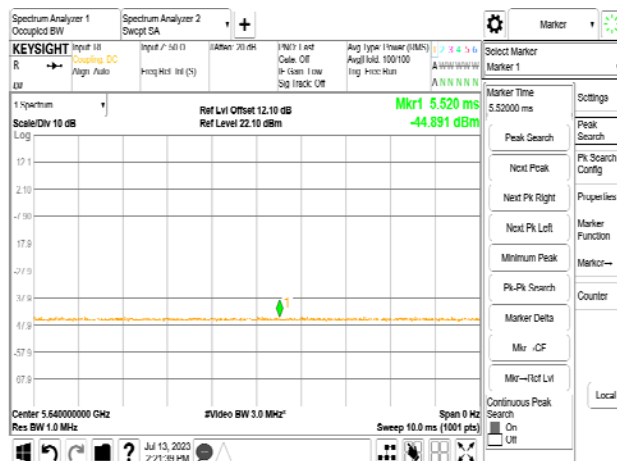 Spectrum Analyzer 1
Occupied BW
Spectrum Analyzer 2
Swept SA
+
Marker
KEYSIGHT
R
Input: RF
Coupling: DC
Align: Auto
Input Z: 50 Ω
Freq Ref: Int (S)
#Atten: 20 dB
PNO: Fast
Gate: Off
IF Gain: Low
Sig Track: Off
Avg Type: Power (RMS)
Avg|Hold: 100/100
Trig: Free Run
1 2 3 4 5 6
A WWWWW
A N N N N N
Select Marker
Marker 1
1 Spectrum
Scale/Div 10 dB
Log
Ref Lvl Offset 12.10 dB
Ref Level 22.10 dBm
Mkr1 5.520 ms
-44.891 dBm
12.1
2.10
-7.90
-17.9
-27.9
-37.9
-47.9
-57.9
-67.9
1
Center 5.640000000 GHz
Res BW 1.0 MHz
#Video BW 3.0 MHz*
Span 0 Hz
Sweep 10.0 ms (1001 pts)
Marker Time
5.52000 ms
Peak Search
Next Peak
Next Pk Right
Next Pk Left
Minimum Peak
Pk-Pk Search
Marker Delta
Mkr→CF
Mkr→Ref Lvl
Continuous Peak
Search
On
Off
Settings
Peak
Search
Pk Search
Config
Properties
Marker
Function
Marker→
Counter
Local
?
Jul 13, 2023
2:21:39 PM